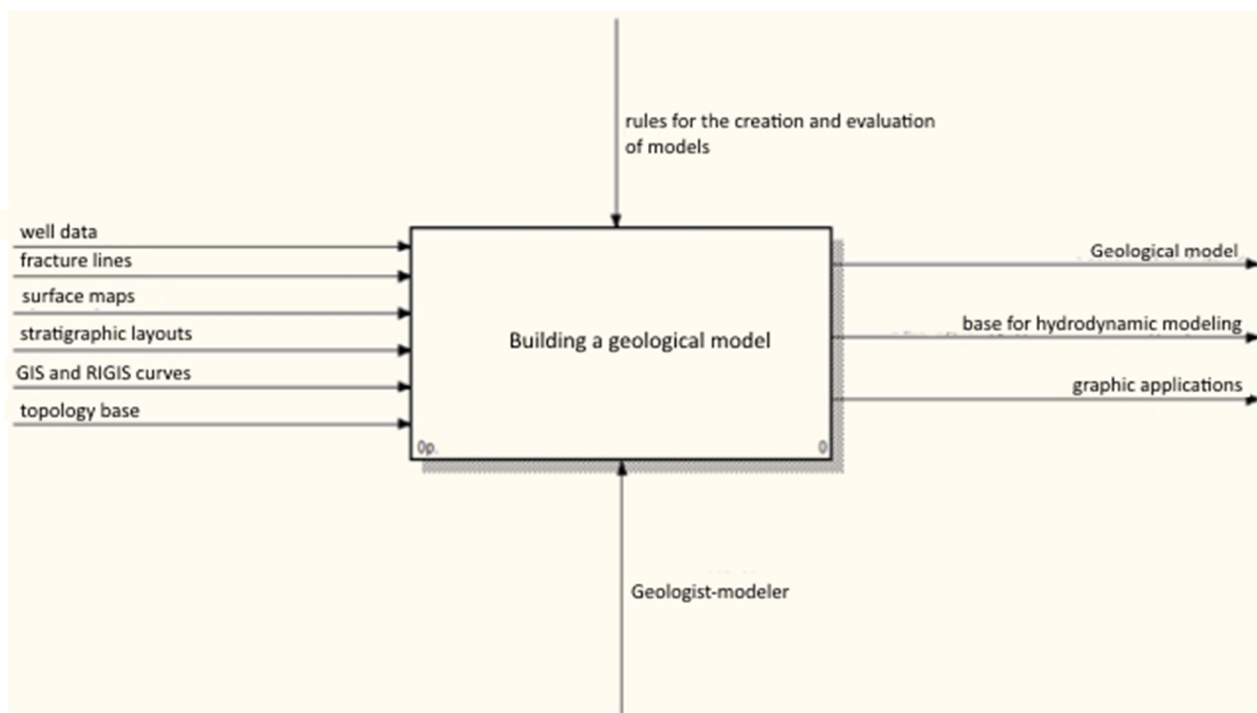 rules for the creation and evaluation
of models
well data
fracture lines
surface maps
stratigraphic layouts
GIS and RIGIS curves
topology base
Building a geological model
0р.
0
Geological model
base for hydrodynamic modeling
graphic applications
Geologist-modeler